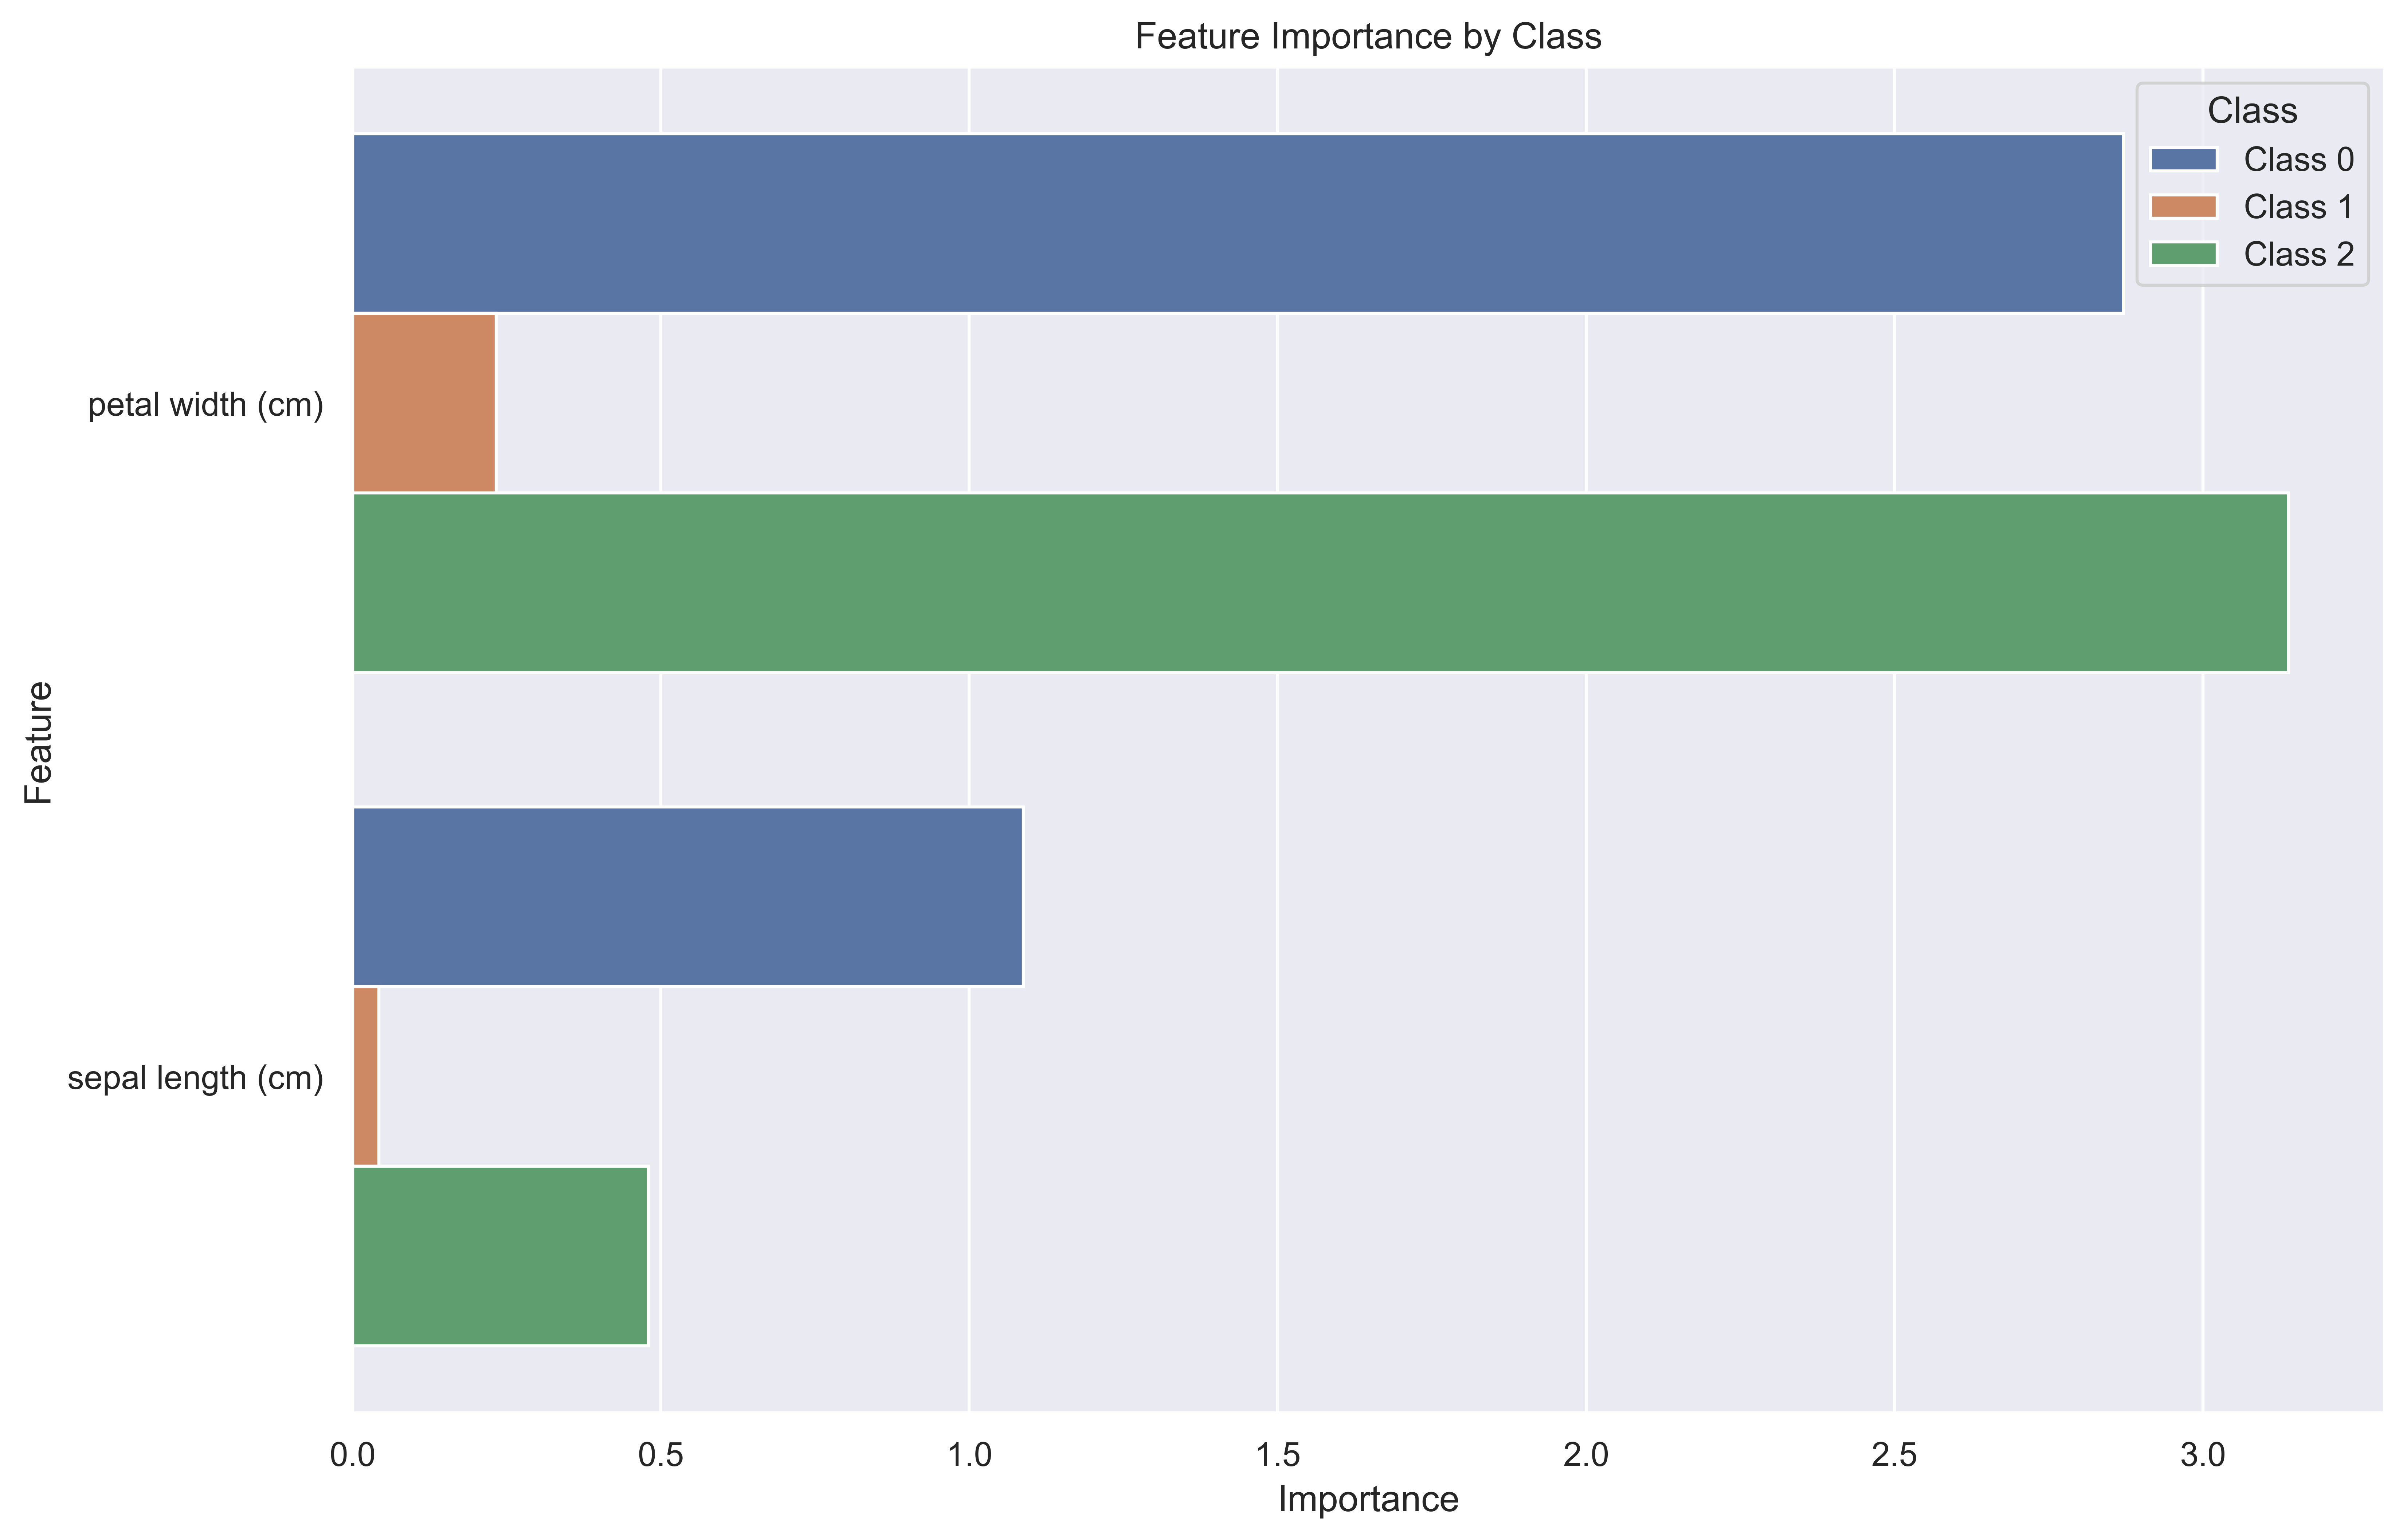 Feature Importance by Class
Class
Class 0
Class 1
Class 2
petal width (cm)
Feature
sepal length (cm)
0.0 0.5 1.0 1.5 2.0 2.5 3.0
Importance